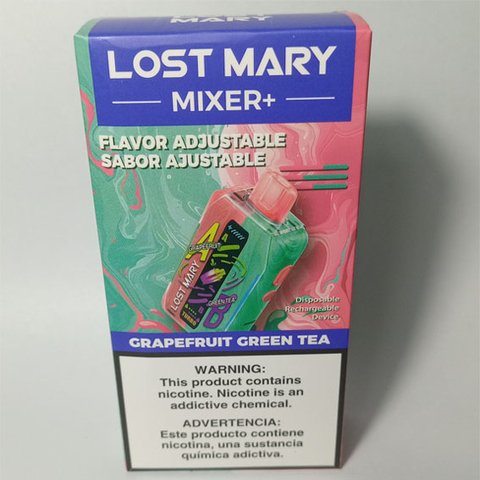 LOST MARY
LOST MARY
MIXER+
FLAVOR ADJUSTABLE
SABOR AJUSTABLE
A
GRAPEFRUIT
LOST MARY
GREEN TEA
B
TURBO
Disposable
Rechargeable
Device
GRAPEFRUIT GREEN TEA
WARNING:
This product contains
nicotine. Nicotine is an
addictive chemical.
ADVERTENCIA:
Este producto contiene
nicotina, una sustancia
química adictiva.